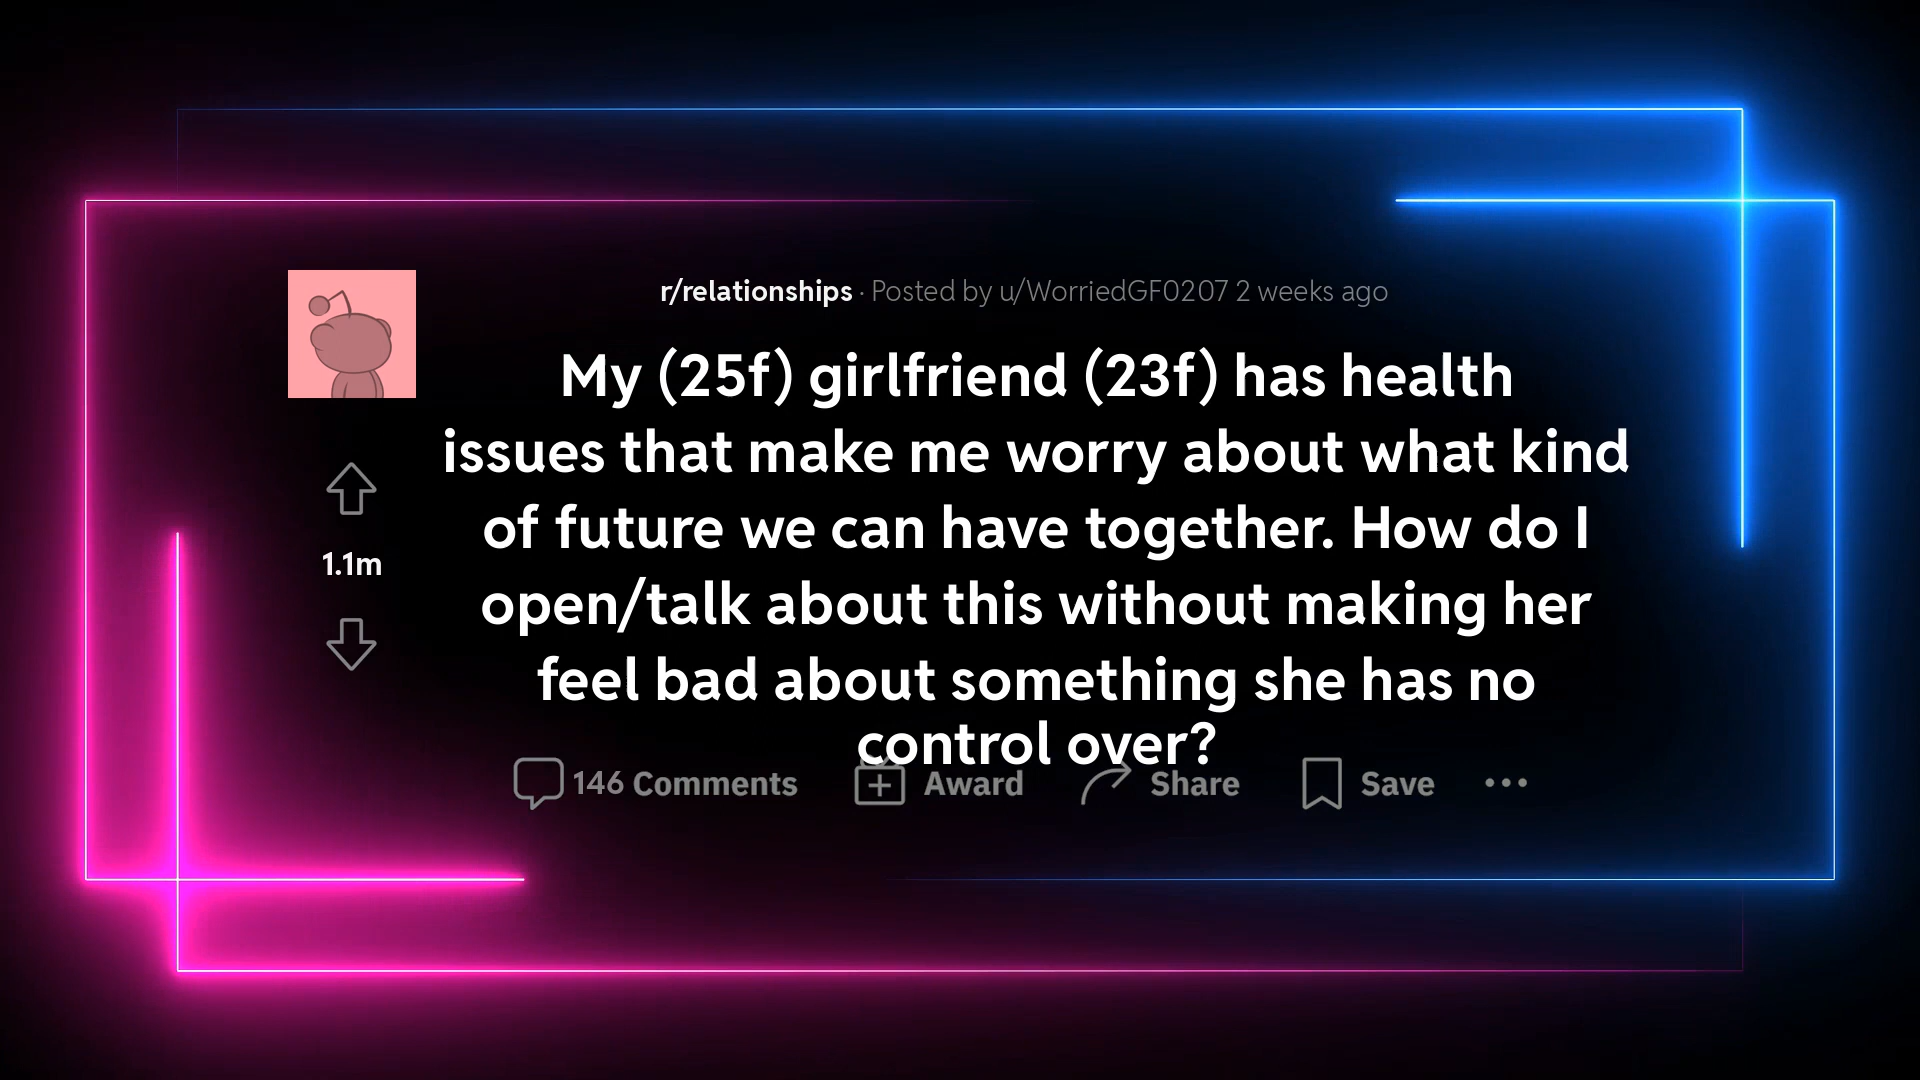 r/relationships · Posted by u/WorriedGF0207 2 weeks ago
My (25f) girlfriend (23f) has health
issues that make me worry about what kind
of future we can have together. How do I
open/talk about this without making her
feel bad about something she has no
control over?
1.1m
146 Comments Award Share Save